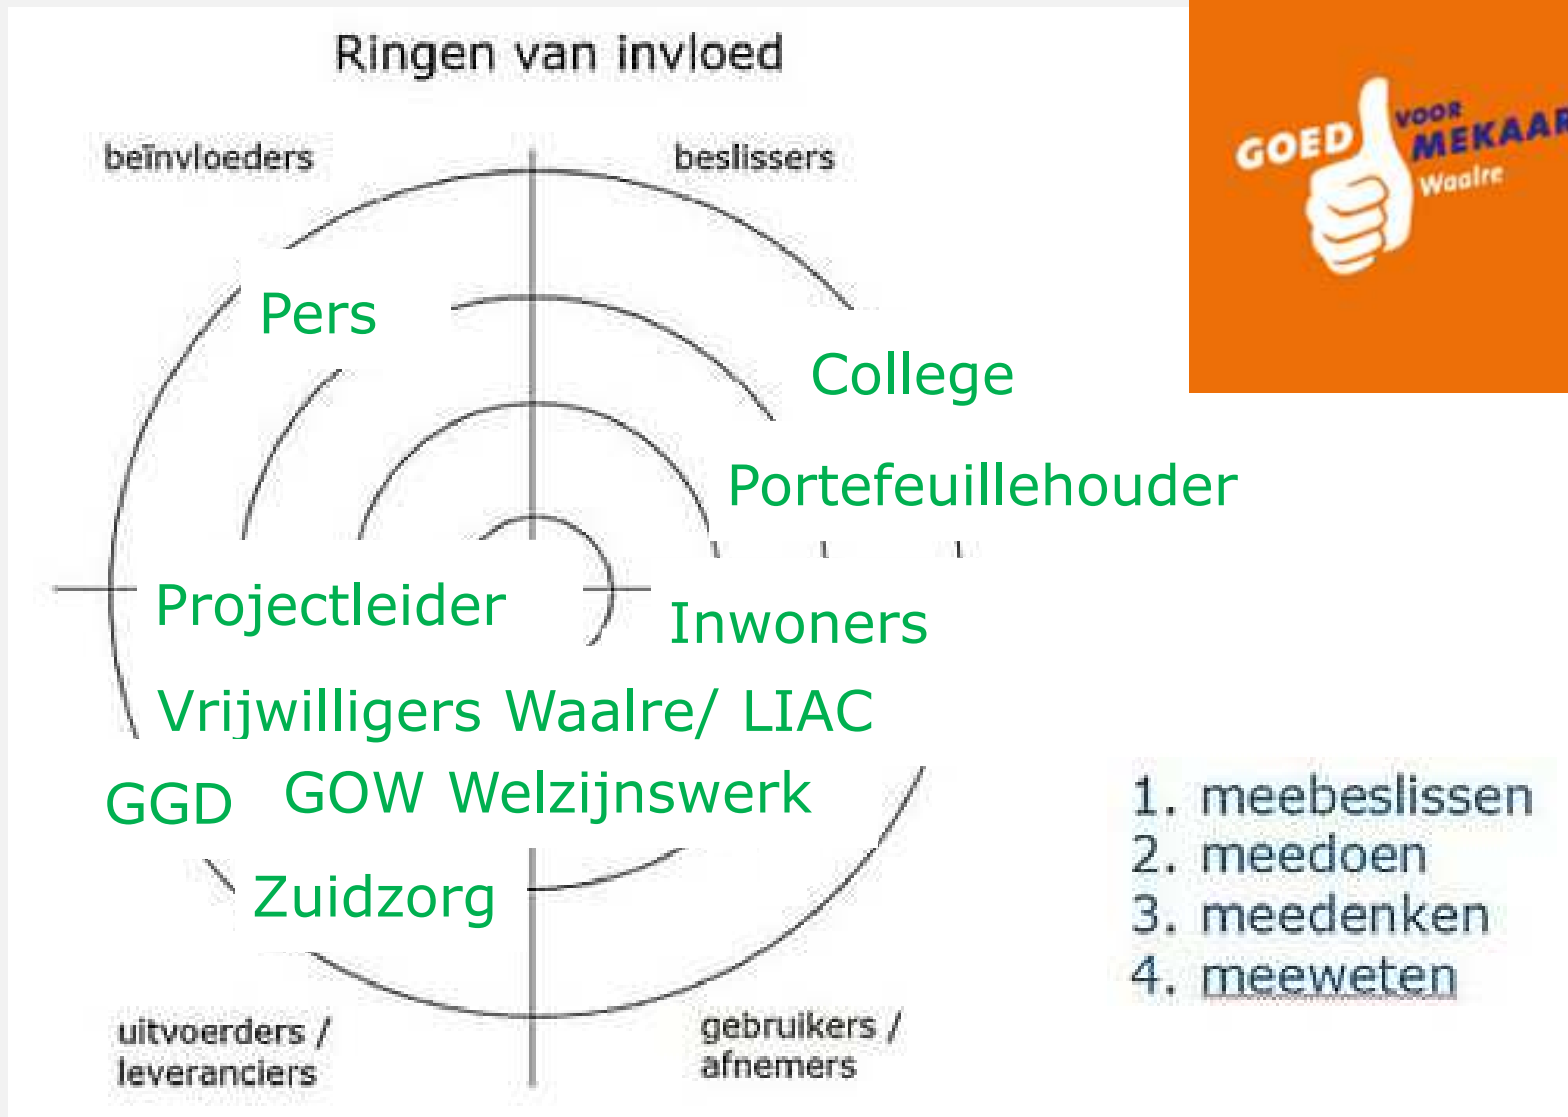 Ringen van invloed
GOED VOOR
MEKAAR
Waalre
beïnvloeders
beslissers
Pers
College
Portefeuillehouder
Projectleider
Inwoners
Vrijwilligers Waalre/ LIAC
GGD
GOW Welzijnswerk
Zuidzorg
1. meebeslissen
2. meedoen
3. meedenken
4. meeweten
uitvoerders /
leveranciers
gebruikers /
afnemers